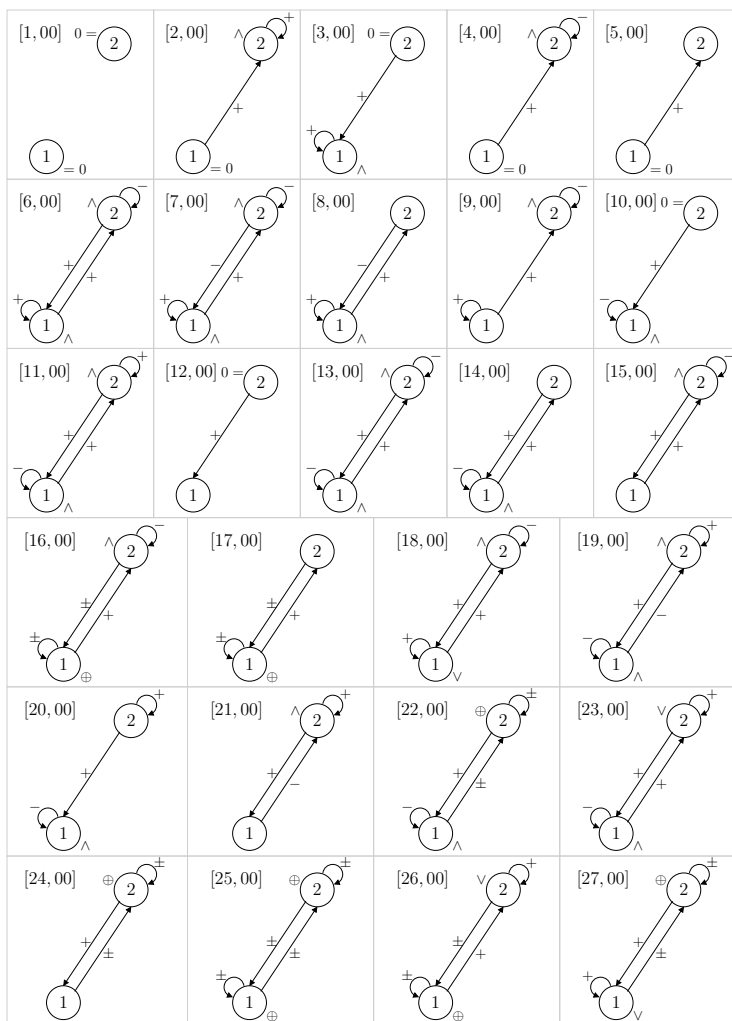 [1,00] 0 = 2
1 = 0
[2,00] ∧ 2 +
+
1 = 0
[3,00] 0 = 2
+
+ 1 ∧
[4,00] ∧ 2 −
+
1 = 0
[5,00] 2
+
1 = 0
[6,00] ∧ 2 −
+ +
+ 1 ∧
[7,00] ∧ 2 −
− +
+ 1 ∧
[8,00] 2
− +
+ 1 ∧
[9,00] ∧ 2 −
+
+ 1
[10,00] 0 = 2
+
− 1 ∧
[11,00] ∧ 2 +
+ +
− 1 ∧
[12,00] 0 = 2
+
1
[13,00] ∧ 2 −
+ +
− 1 ∧
[14,00] 2
+ +
− 1 ∧
[15,00] ∧ 2 −
+ +
1
[16,00] ∧ 2 −
± +
± 1 ⊕
[17,00] 2
± +
± 1 ⊕
[18,00] ∧ 2 −
+ +
+ 1 ∨
[19,00] ∧ 2 +
+ −
− 1 ∧
[20,00] 2 +
+
− 1 ∧
[21,00] ∧ 2 +
+ −
1
[22,00] ⊕ 2 ±
+ ±
− 1 ∧
[23,00] ∨ 2 +
+ +
− 1 ∧
[24,00] ⊕ 2 ±
+ ±
1
[25,00] ⊕ 2 ±
± ±
± 1 ⊕
[26,00] ∨ 2 +
± +
± 1 ⊕
[27,00] ⊕ 2 ±
+ ±
+ 1 ∨